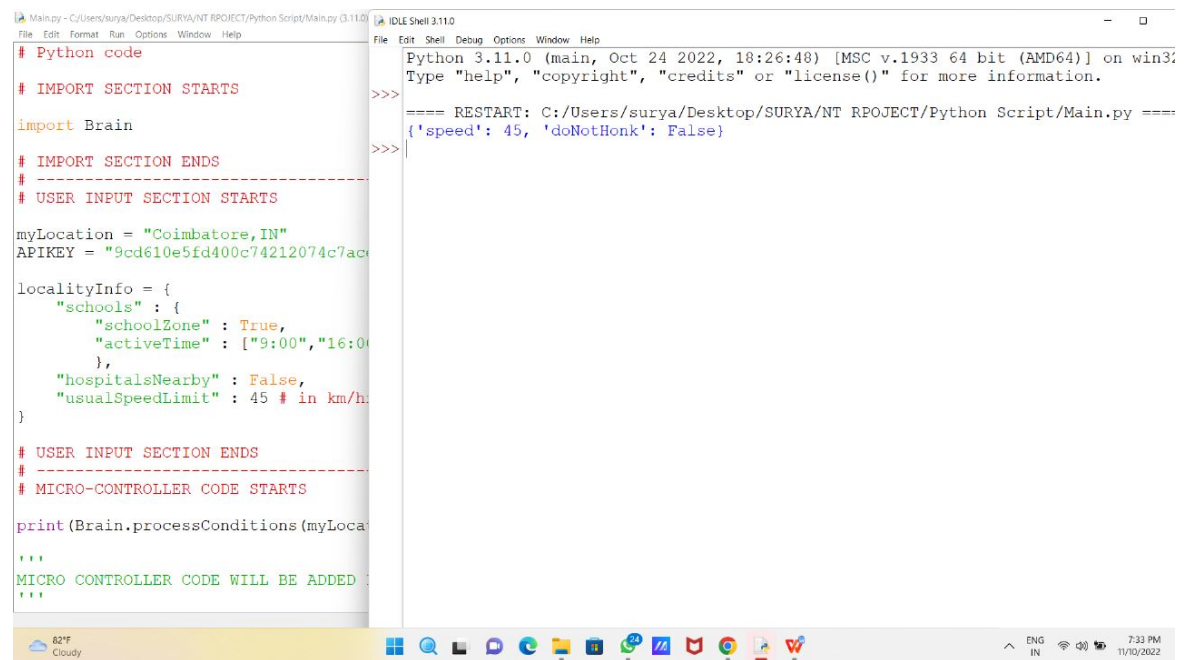 Main.py - C:/Users/surya/Desktop/SURYA/NT RPOJECT/Python Script/Main.py (3.11.0)
File Edit Format Run Options Window Help
# Python code
# IMPORT SECTION STARTS
import Brain
# IMPORT SECTION ENDS
# ----------------------------------
# USER INPUT SECTION STARTS
myLocation = "Coimbatore,IN"
APIKEY = "9cd610e5fd400c74212074c7ac
localityInfo = {
"schools" : {
"schoolZone" : True,
"activeTime" : ["9:00","16:0
},
"hospitalsNearby" : False,
"usualSpeedLimit" : 45 # in km/h
}
# USER INPUT SECTION ENDS
# ----------------------------------
# MICRO-CONTROLLER CODE STARTS
print(Brain.processConditions(myLoca
'''
MICRO CONTROLLER CODE WILL BE ADDED
'''
IDLE Shell 3.11.0
File Edit Shell Debug Options Window Help
Python 3.11.0 (main, Oct 24 2022, 18:26:48) [MSC v.1933 64 bit (AMD64)] on win32
Type "help", "copyright", "credits" or "license()" for more information.
>>>
==== RESTART: C:/Users/surya/Desktop/SURYA/NT RPOJECT/Python Script/Main.py ====
{'speed': 45, 'doNotHonk': False}
>>>
82°F
Cloudy
24
ENG
IN
7:33 PM
11/10/2022